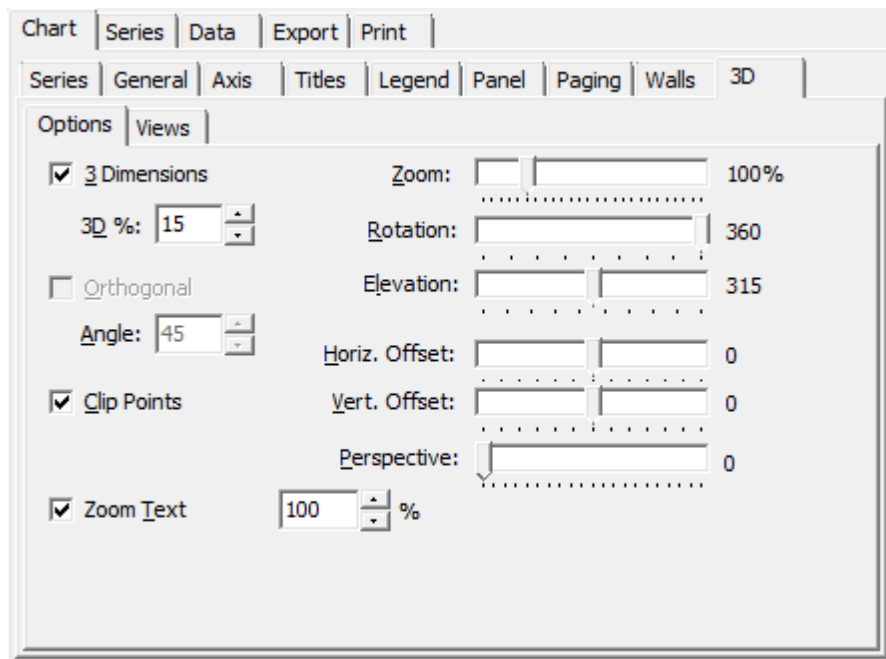 Chart Series Data Export Print
Series General Axis Titles Legend Panel Paging Walls 3D
Options Views
3 Dimensions Zoom: 100%
3D %: 15 Rotation: 360
Orthogonal Elevation: 315
Angle: 45 Horiz. Offset: 0
Clip Points Vert. Offset: 0
Perspective: 0
Zoom Text 100 %